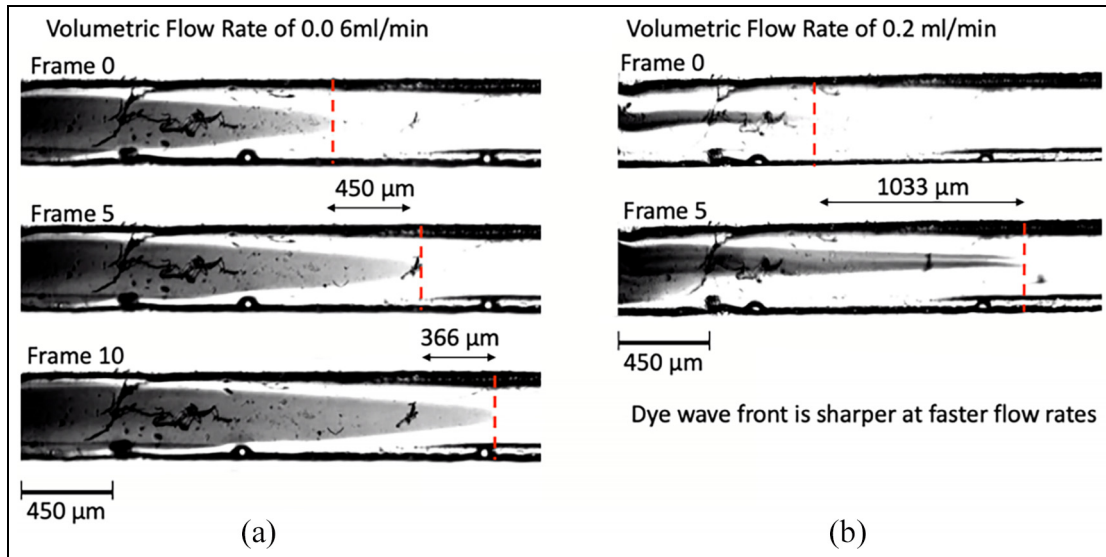 Volumetric Flow Rate of 0.0 6ml/min
Frame 0
450 µm
Frame 5
366 µm
Frame 10
450 µm
(a)
Volumetric Flow Rate of 0.2 ml/min
Frame 0
1033 µm
Frame 5
450 µm
Dye wave front is sharper at faster flow rates
(b)